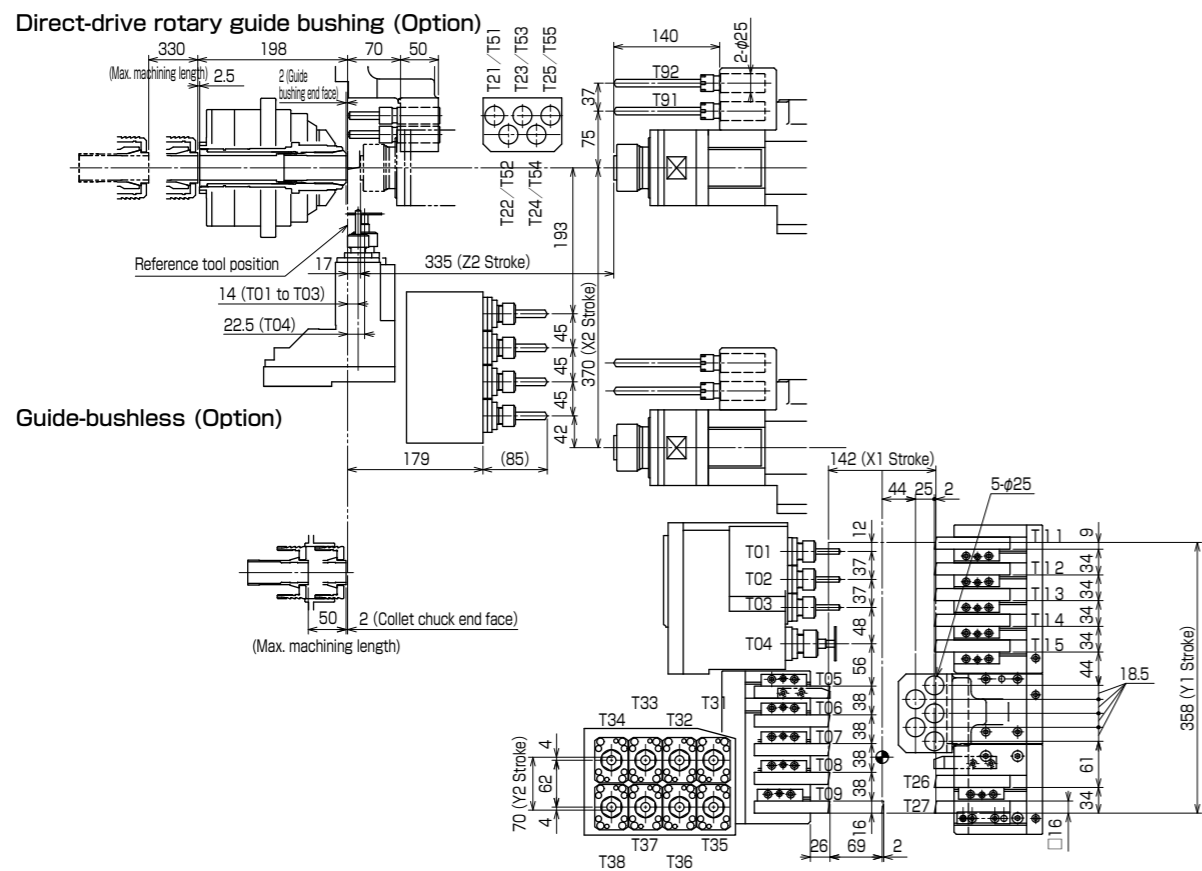 Direct-drive rotary guide bushing (Option)
330
198
70
50
(Max. machining length)
2.5
2 (Guide
bushing end face)
T21/T51
T23/T53
T25/T55
T22/T52
T24/T54
140
2-φ25
T92
T91
37
75
Reference tool position
17
335 (Z2 Stroke)
14 (T01 to T03)
22.5 (T04)
193
370 (X2 Stroke)
45
45
45
42
179
(85)
Guide-bushless (Option)
50
2 (Collet chuck end face)
(Max. machining length)
142 (X1 Stroke)
44
25
2
5-φ25
T01
T02
T03
T04
T05
T06
T07
T08
T09
12
37
37
48
56
38
38
38
38
16
26
69
2
T11
T12
T13
T14
T15
T26
T27
9
34
34
34
34
44
18.5
61
34
□16
358 (Y1 Stroke)
T33
T31
T34
T32
70 (Y2 Stroke)
4
62
4
T37
T35
T38
T36